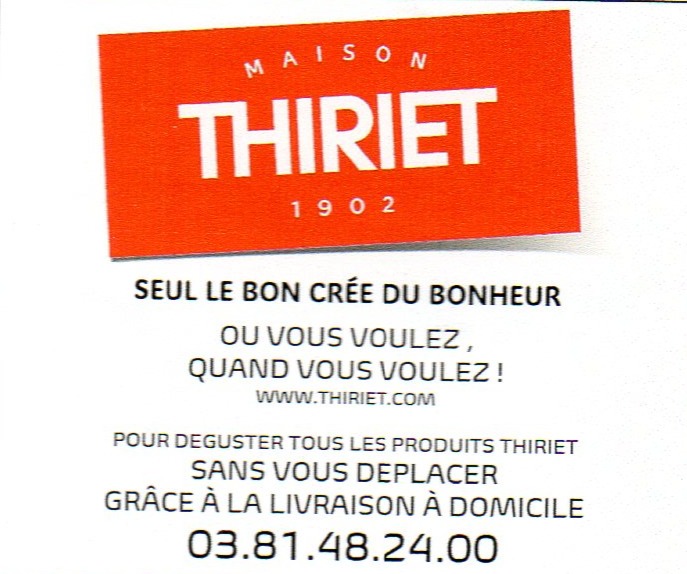 MAISON
THIRIET
1902
SEUL LE BON CRÉE DU BONHEUR
OU VOUS VOULEZ ,
QUAND VOUS VOULEZ !
WWW.THIRIET.COM
POUR DEGUSTER TOUS LES PRODUITS THIRIET
SANS VOUS DEPLACER
GRÂCE À LA LIVRAISON À DOMICILE
03.81.48.24.00